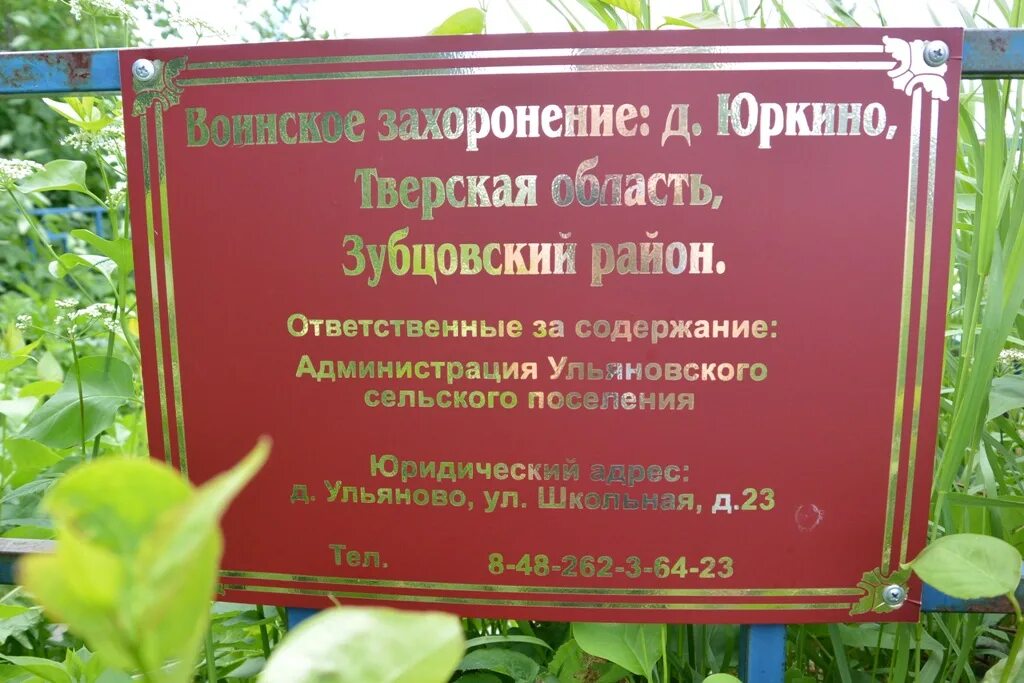 Воинское захоронение: д. Юркино,
Тверская область,
Зубцовский район.
Ответственные за содержание:
Администрация Ульяновского
сельского поселения
Юридический адрес:
д. Ульяново, ул. Школьная, д.23
Тел. 8-48-262-3-64-23